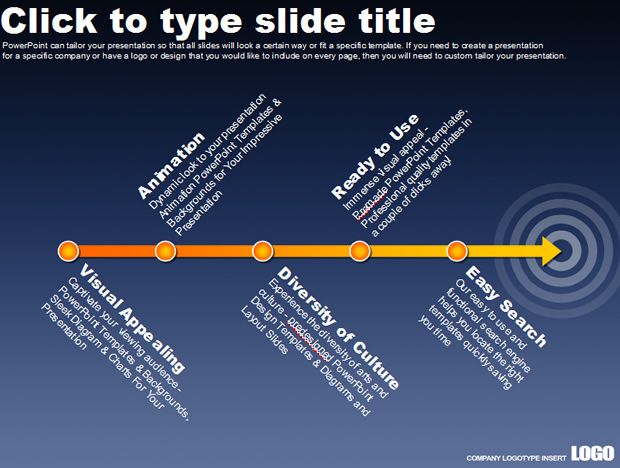 Click to type slide title
PowerPoint can tailor your presentation so that all slides will look a certain way or fit a specific template. If you need to create a presentation
for a specific company or have a logo or design that you would like to include on every page, then you will need to custom tailor your presentation.
Animation
Dynamic look to your presentation
Animation PowerPoint Templates &
Backgrounds for Your Impressive
Presentation
Ready to Use
Immense visual appeal -
Premade PowerPoint Templates,
Professional quality templates in
a couple of clicks away!
Visual Appealing
Captivate your viewing audience -
PowerPoint Templates & Backgrounds,
Sleek Diagram & Charts For Your
Presentation
Diversity of Culture
Experience the diversity of arts and
culture - predesigned PowerPoint
Design Templates & Diagrams and
Layout Slides
Easy Search
Our easy to use and
functional search engine
helps you locate the right
templates quickly saving
you time
COMPANY LOGOTYPE INSERT LOGO